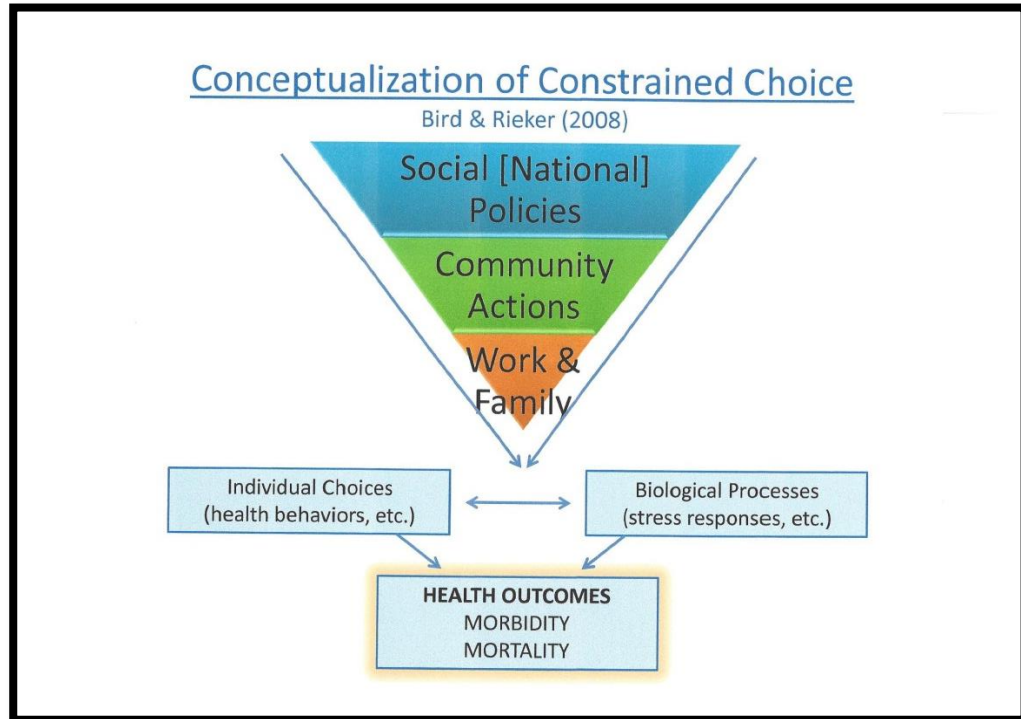 Conceptualization of Constrained Choice
Bird & Rieker (2008)
Social [National]
Policies
Community
Actions
Work &
Family
Individual Choices
(health behaviors, etc.)
Biological Processes
(stress responses, etc.)
HEALTH OUTCOMES
MORBIDITY
MORTALITY